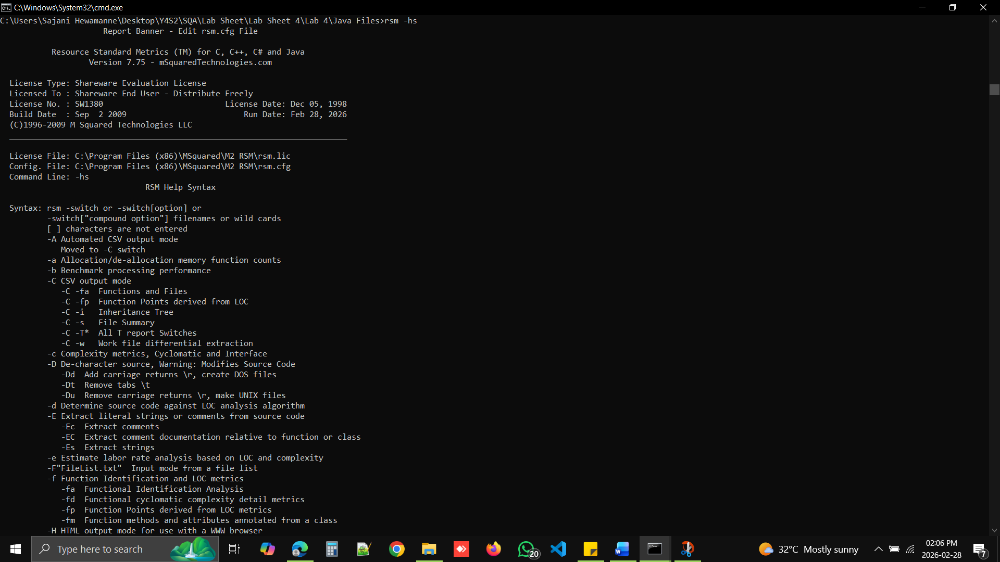 C:\Windows\System32\cmd.exe
C:\Users\Sajani Hewamanne\Desktop\Y4S2\SQA\Lab Sheet\Lab Sheet 4\Lab 4\Java Files>rsm -hs
Report Banner - Edit rsm.cfg File
Resource Standard Metrics (TM) for C, C++, C# and Java
Version 7.75 - mSquaredTechnologies.com
License Type: Shareware Evaluation License
Licensed To : Shareware End User - Distribute Freely
License No. : SW1380 License Date: Dec 05, 1998
Build Date : Sep 2 2009 Run Date: Feb 28, 2026
(C)1996-2009 M Squared Technologies LLC
License File: C:\Program Files (x86)\MSquared\M2 RSM\rsm.lic
Config. File: C:\Program Files (x86)\MSquared\M2 RSM\rsm.cfg
Command Line: -hs
RSM Help Syntax
Syntax: rsm -switch or -switch[option] or
-switch["compound option"] filenames or wild cards
[ ] characters are not entered
-A Automated CSV output mode
Moved to -C switch
-a Allocation/de-allocation memory function counts
-b Benchmark processing performance
-C CSV output mode
-C -fa Functions and Files
-C -fp Function Points derived from LOC
-C -i Inheritance Tree
-C -s File Summary
-C -T* All T report Switches
-C -w Work file differential extraction
-c Complexity metrics, Cyclomatic and Interface
-D De-character source, Warning: Modifies Source Code
-Dd Add carriage returns \r, create DOS files
-Dt Remove tabs \t
-Du Remove carriage returns \r, make UNIX files
-d Determine source code against LOC analysis algorithm
-E Extract literal strings or comments from source code
-Ec Extract comments
-EC Extract comment documentation relative to function or class
-Es Extract strings
-e Estimate labor rate analysis based on LOC and complexity
-F"FileList.txt" Input mode from a file list
-f Function Identification and LOC metrics
-fa Functional Identification Analysis
-fd Functional cyclomatic complexity detail metrics
-fp Function Points derived from LOC metrics
-fm Function methods and attributes annotated from a class
-H HTML output mode for use with a WWW browser
Type here to search
20
32°C Mostly sunny
02:06 PM
2026-02-28
7